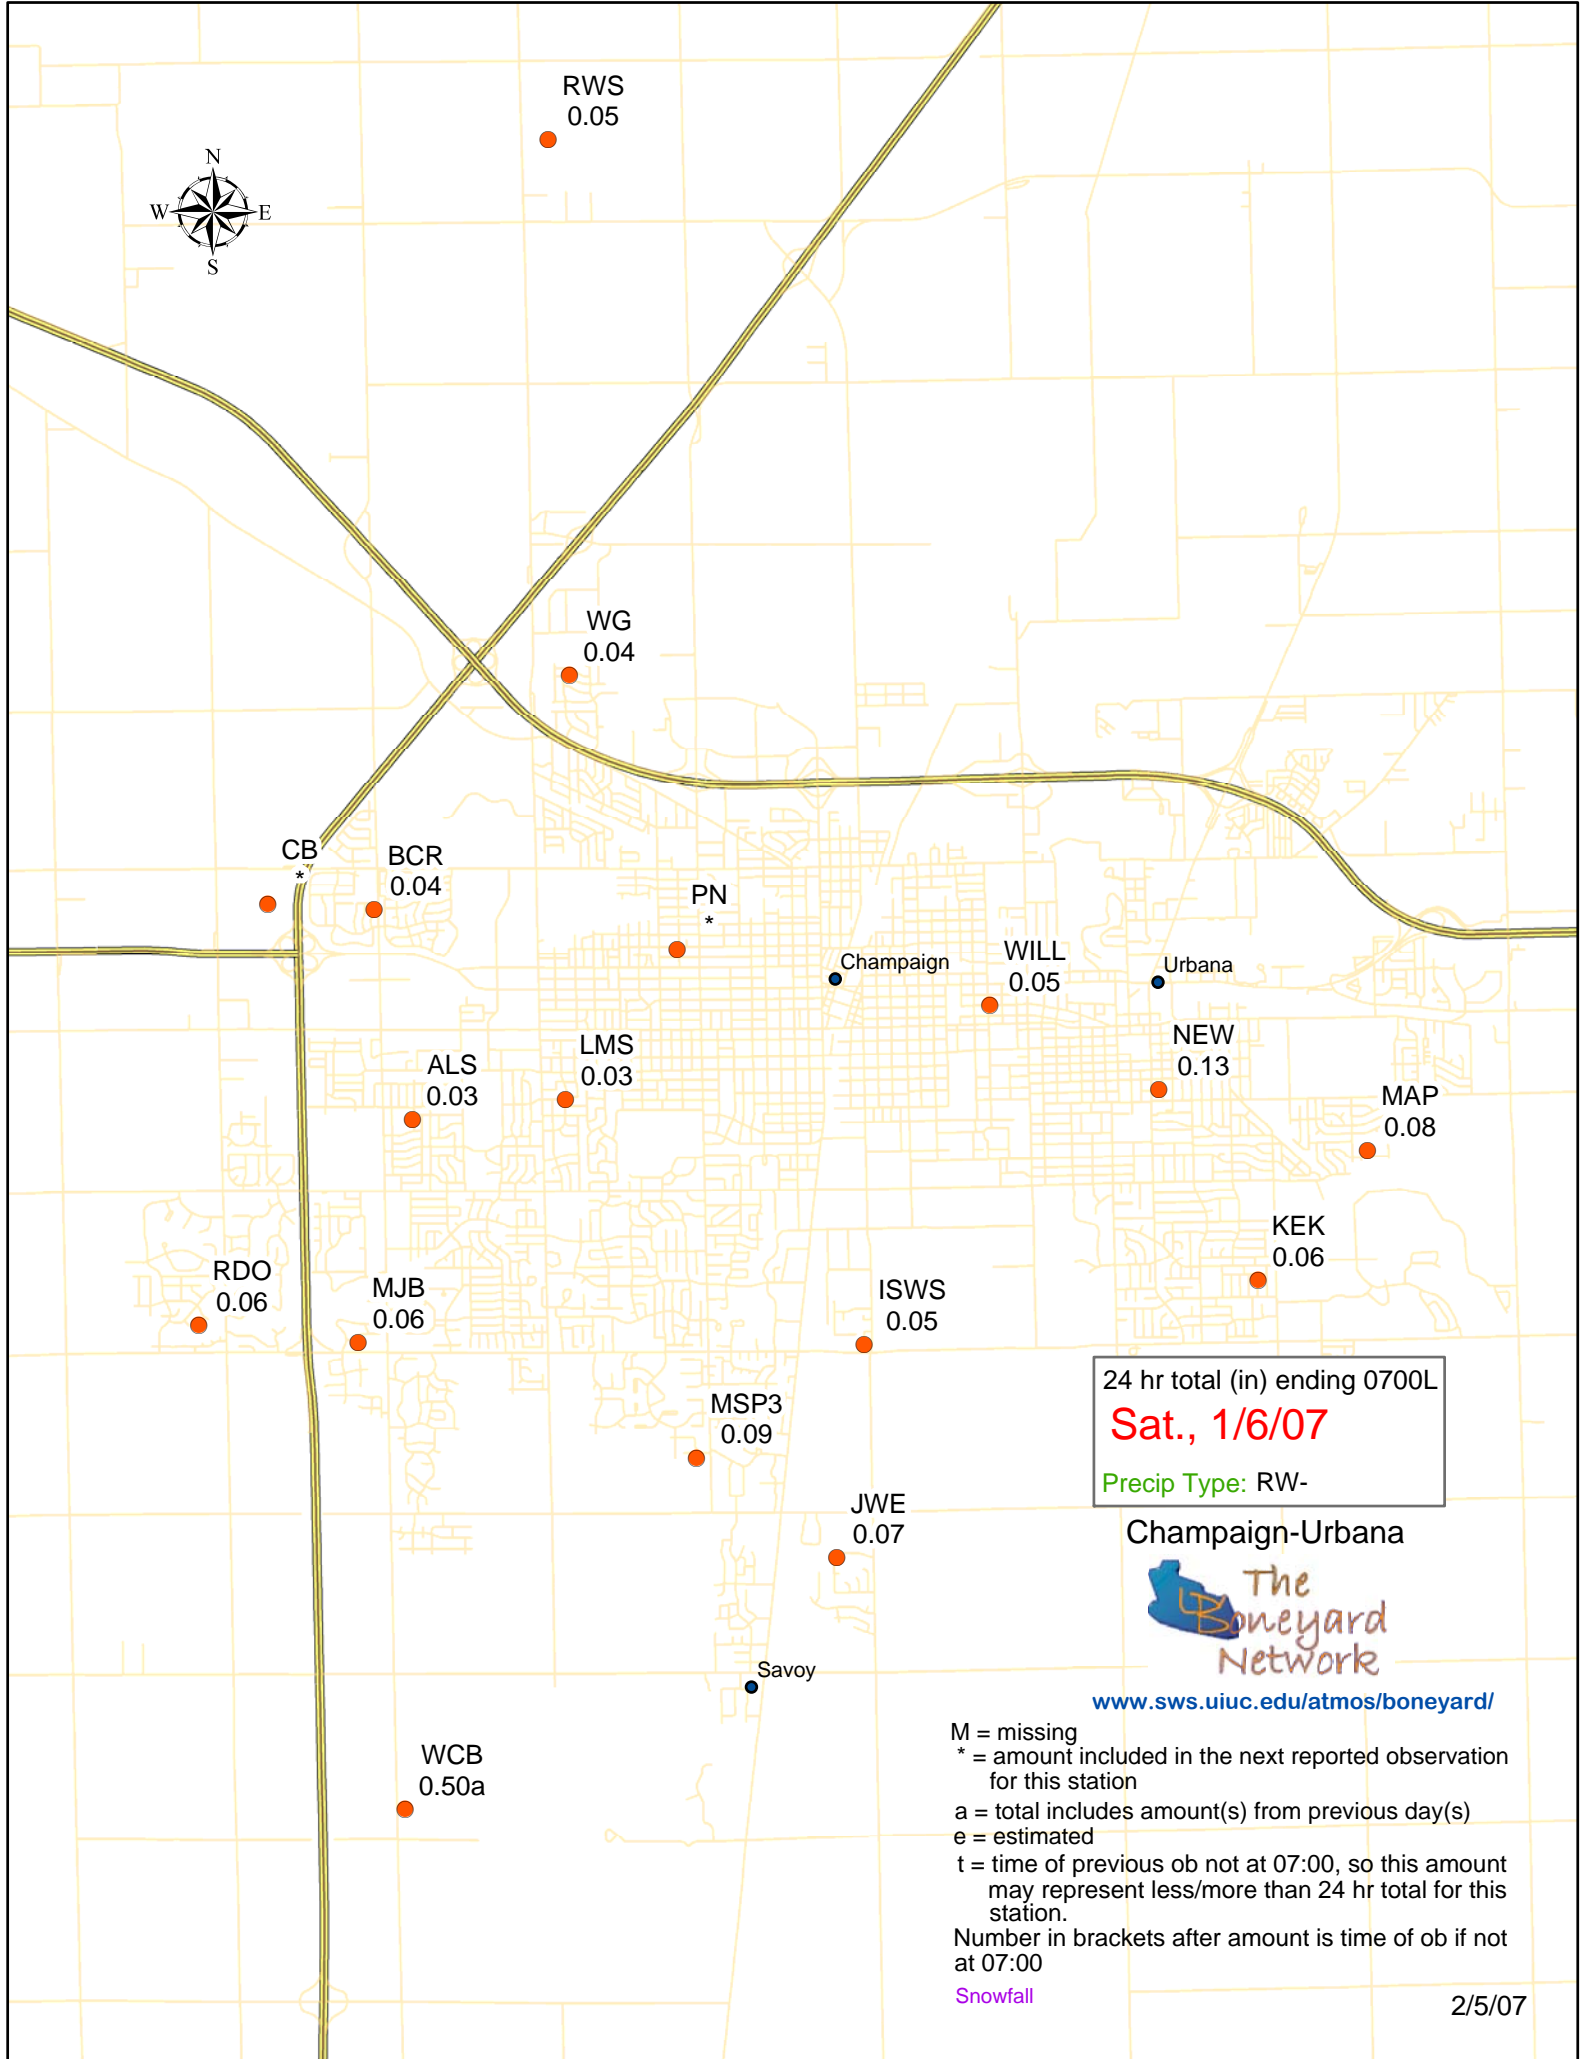 RWS
0.05
N
W
E
S
WG
0.04
CB
*
BCR
0.04
PN
*
Champaign
WILL
0.05
Urbana
NEW
0.13
ALS
0.03
LMS
0.03
MAP
0.08
KEK
0.06
RDO
0.06
MJB
0.06
ISWS
0.05
MSP3
0.09
JWE
0.07
24 hr total (in) ending 0700L
Sat., 1/6/07
Precip Type: RW-
Champaign-Urbana
The
Boneyard
Network
www.sws.uiuc.edu/atmos/boneyard/
Savoy
WCB
0.50a
M = missing
* = amount included in the next reported observation
for this station
a = total includes amount(s) from previous day(s)
e = estimated
t = time of previous ob not at 07:00, so this amount
may represent less/more than 24 hr total for this
station.
Number in brackets after amount is time of ob if not
at 07:00
Snowfall
2/5/07